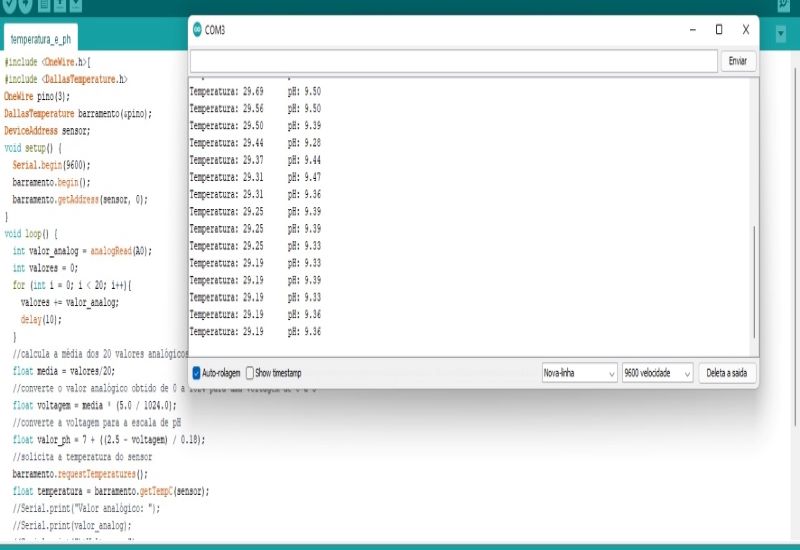 temperatura_e_ph
#include <OneWire.h>[
#include <DallasTemperature.h>
OneWire pino(3);
DallasTemperature barramento(&pino);
DeviceAddress sensor;
void setup() {
Serial.begin(9600);
barramento.begin();
barramento.getAddress(sensor, 0);
}
void loop() {
int valor_analog = analogRead(A0);
int valores = 0;
for (int i = 0; i < 20; i++){
valores += valor_analog;
delay(10);
}
//calcula a média dos 20 valores analógicos
float media = valores/20;
//converte o valor analógico obtido de 0 a 1024 para uma voltagem de 0 a 5
float voltagem = media * (5.0 / 1024.0);
//converte a voltagem para a escala de pH
float valor_ph = 7 + ((2.5 - voltagem) / 0.18);
//solicita a temperatura do sensor
barramento.requestTemperatures();
float temperatura = barramento.getTempC(sensor);
//Serial.print("Valor analógico: ");
//Serial.print(valor_analog);
COM3
Enviar
Temperatura: 29.69 pH: 9.50
Temperatura: 29.56 pH: 9.50
Temperatura: 29.50 pH: 9.39
Temperatura: 29.44 pH: 9.28
Temperatura: 29.37 pH: 9.44
Temperatura: 29.31 pH: 9.47
Temperatura: 29.31 pH: 9.36
Temperatura: 29.25 pH: 9.39
Temperatura: 29.25 pH: 9.39
Temperatura: 29.25 pH: 9.33
Temperatura: 29.19 pH: 9.33
Temperatura: 29.19 pH: 9.39
Temperatura: 29.19 pH: 9.33
Temperatura: 29.19 pH: 9.36
Temperatura: 29.19 pH: 9.36
Auto-rolagem Show timestamp Nova-linha 9600 velocidade Deleta a saida